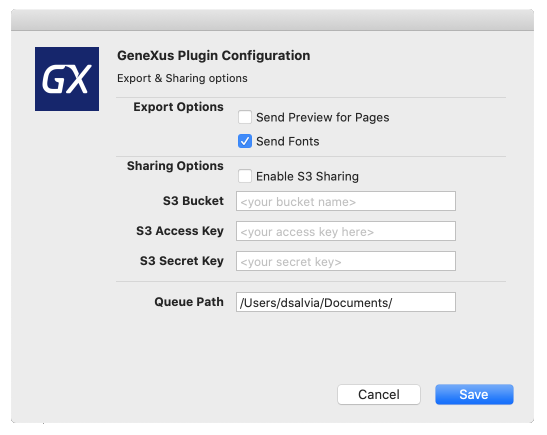 GX
GeneXus Plugin Configuration
Export & Sharing options
Export Options
Send Preview for Pages
Send Fonts
Sharing Options
Enable S3 Sharing
S3 Bucket <your bucket name>
S3 Access Key <your access key here>
S3 Secret Key <your secret key>
Queue Path /Users/dsalvia/Documents/
Cancel Save